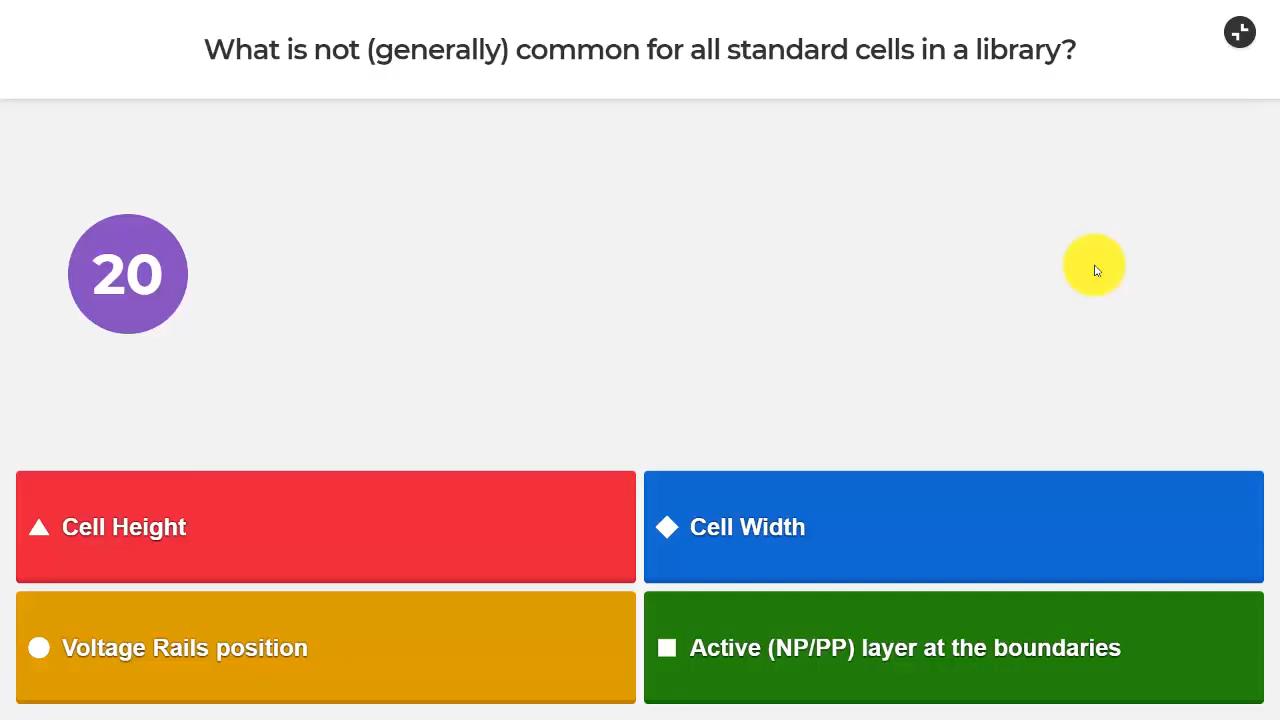 What is not (generally) common for all standard cells in a library?
20
Cell Height
Cell Width
Voltage Rails position
Active (NP/PP) layer at the boundaries